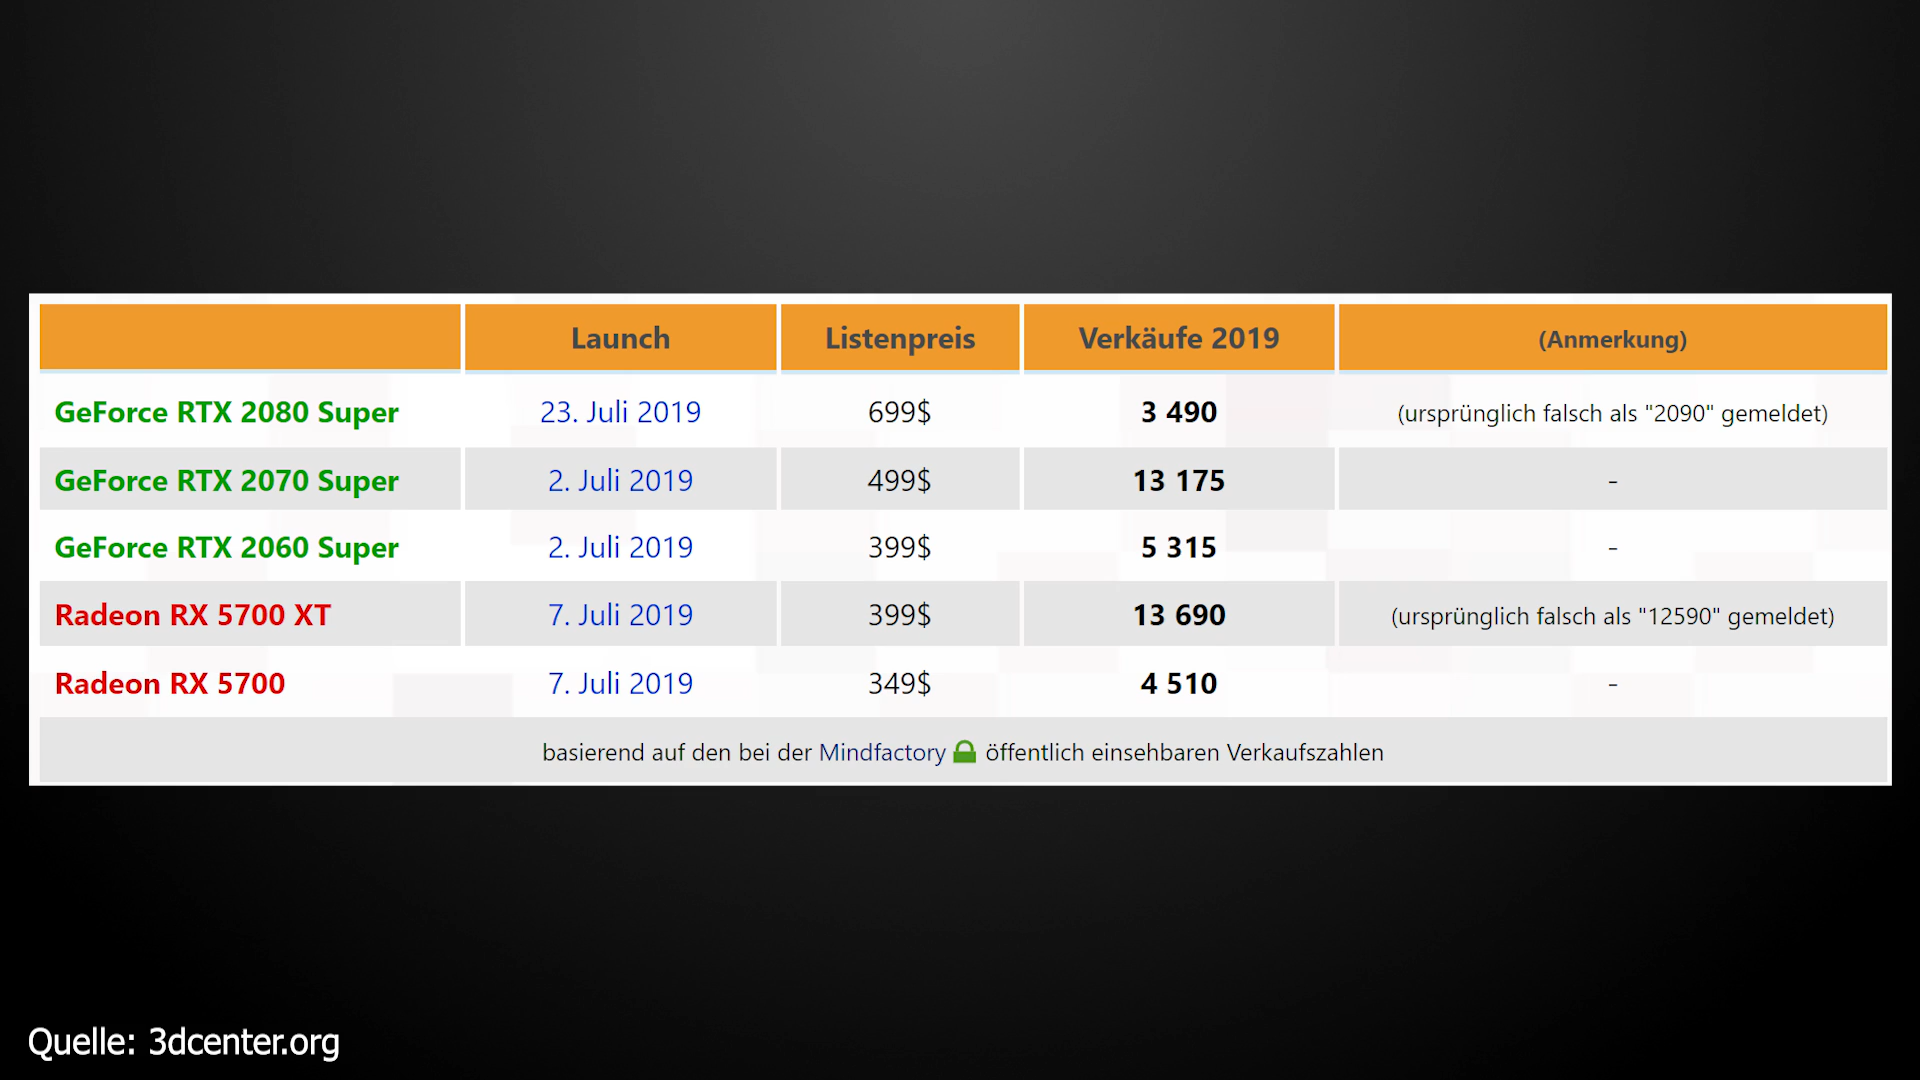 Launch Listenpreis Verkäufe 2019 (Anmerkung)
GeForce RTX 2080 Super 23. Juli 2019 699$ 3 490 (ursprünglich falsch als "2090" gemeldet)
GeForce RTX 2070 Super 2. Juli 2019 499$ 13 175 -
GeForce RTX 2060 Super 2. Juli 2019 399$ 5 315 -
Radeon RX 5700 XT 7. Juli 2019 399$ 13 690 (ursprünglich falsch als "12590" gemeldet)
Radeon RX 5700 7. Juli 2019 349$ 4 510 -
basierend auf den bei der Mindfactory öffentlich einsehbaren Verkaufszahlen
Quelle: 3dcenter.org